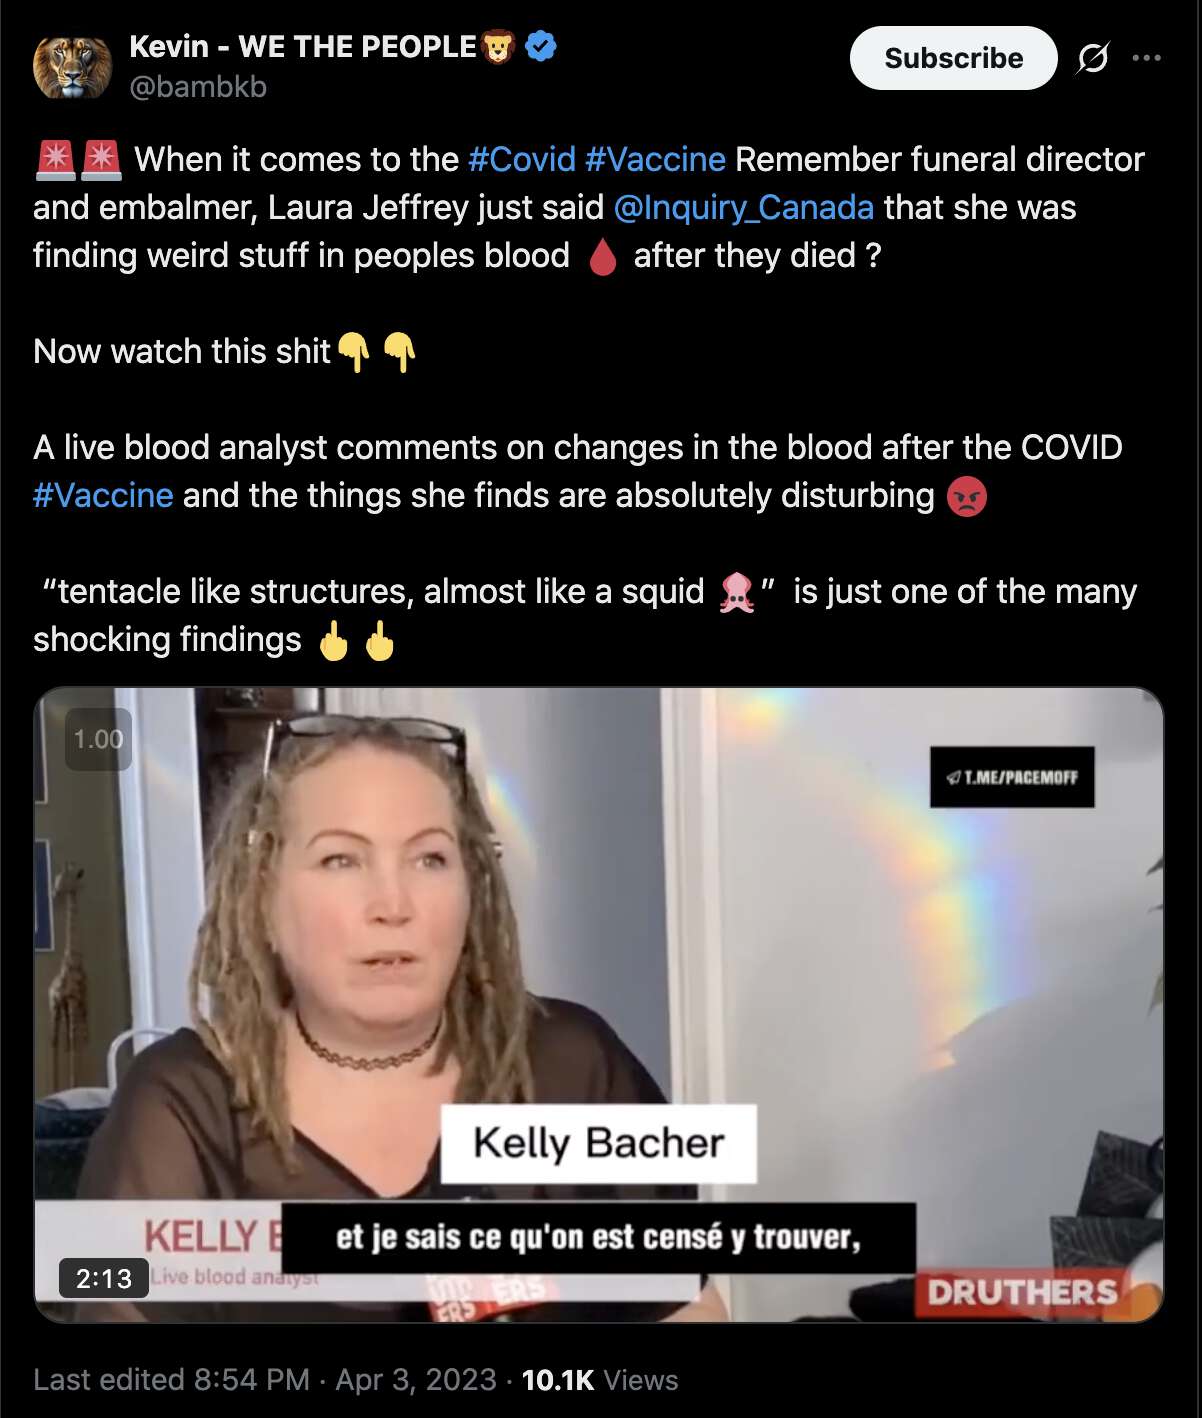 Kevin - WE THE PEOPLE🦁
@bambkb
Subscribe
🚨🚨 When it comes to the #Covid #Vaccine Remember funeral director
and embalmer, Laura Jeffrey just said @Inquiry_Canada that she was
finding weird stuff in peoples blood 🩸 after they died ?
Now watch this shit👇👇
A live blood analyst comments on changes in the blood after the COVID
#Vaccine and the things she finds are absolutely disturbing 😡
“tentacle like structures, almost like a squid 🦑” is just one of the many
shocking findings 🖕🖕
1.00
T.ME/PACEMOFF
Kelly Bacher
KELLY
et je sais ce qu'on est censé y trouver,
2:13
Live blood analyst
DRUTHERS
Last edited 8:54 PM · Apr 3, 2023 · 10.1K Views